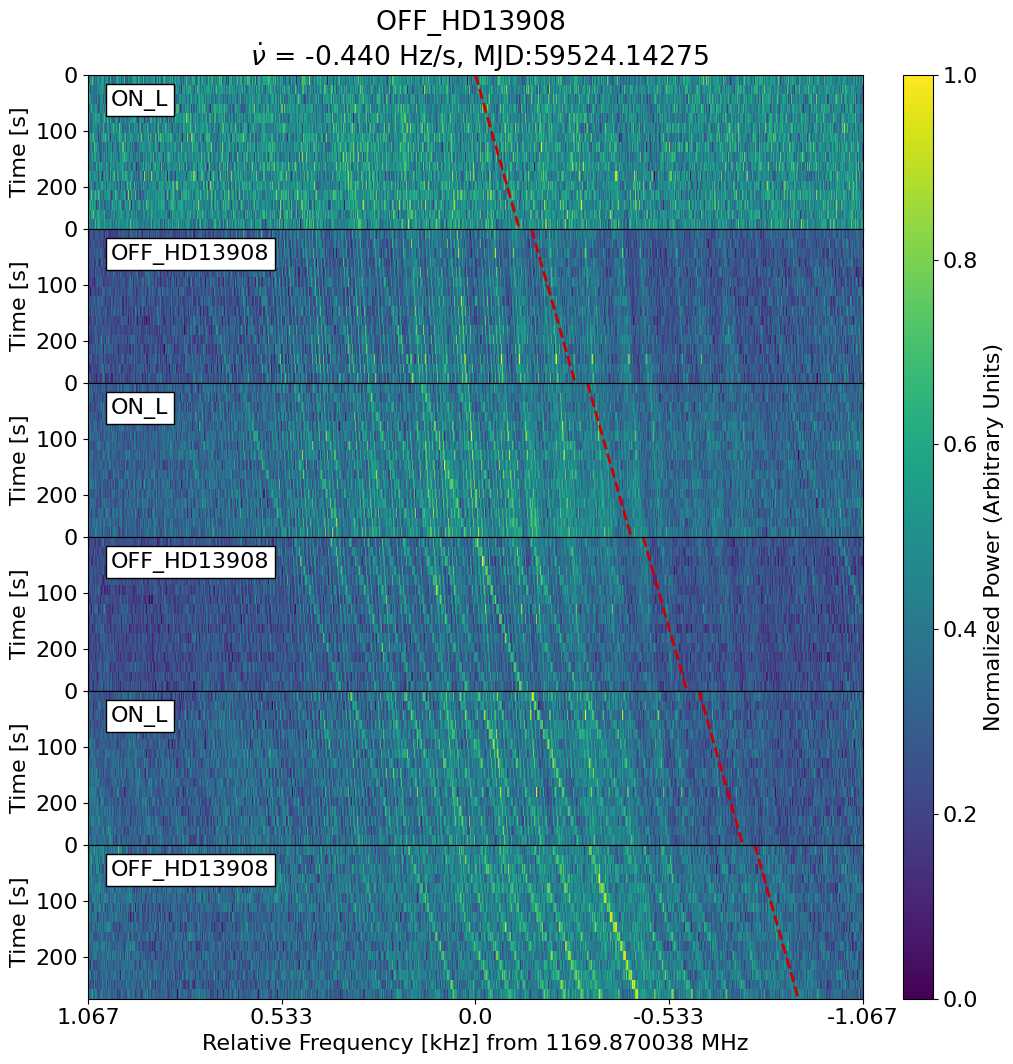 OFF_HD13908
ν̇ = -0.440 Hz/s, MJD:59524.14275
0
100
200
Time [s]
ON_L
0
100
200
Time [s]
OFF_HD13908
0
100
200
Time [s]
ON_L
0
100
200
Time [s]
OFF_HD13908
0
100
200
Time [s]
ON_L
0
100
200
Time [s]
OFF_HD13908
1.067
0.533
0.0
-0.533
-1.067
Relative Frequency [kHz] from 1169.870038 MHz
1.0
0.8
0.6
0.4
0.2
0.0
Normalized Power (Arbitrary Units)